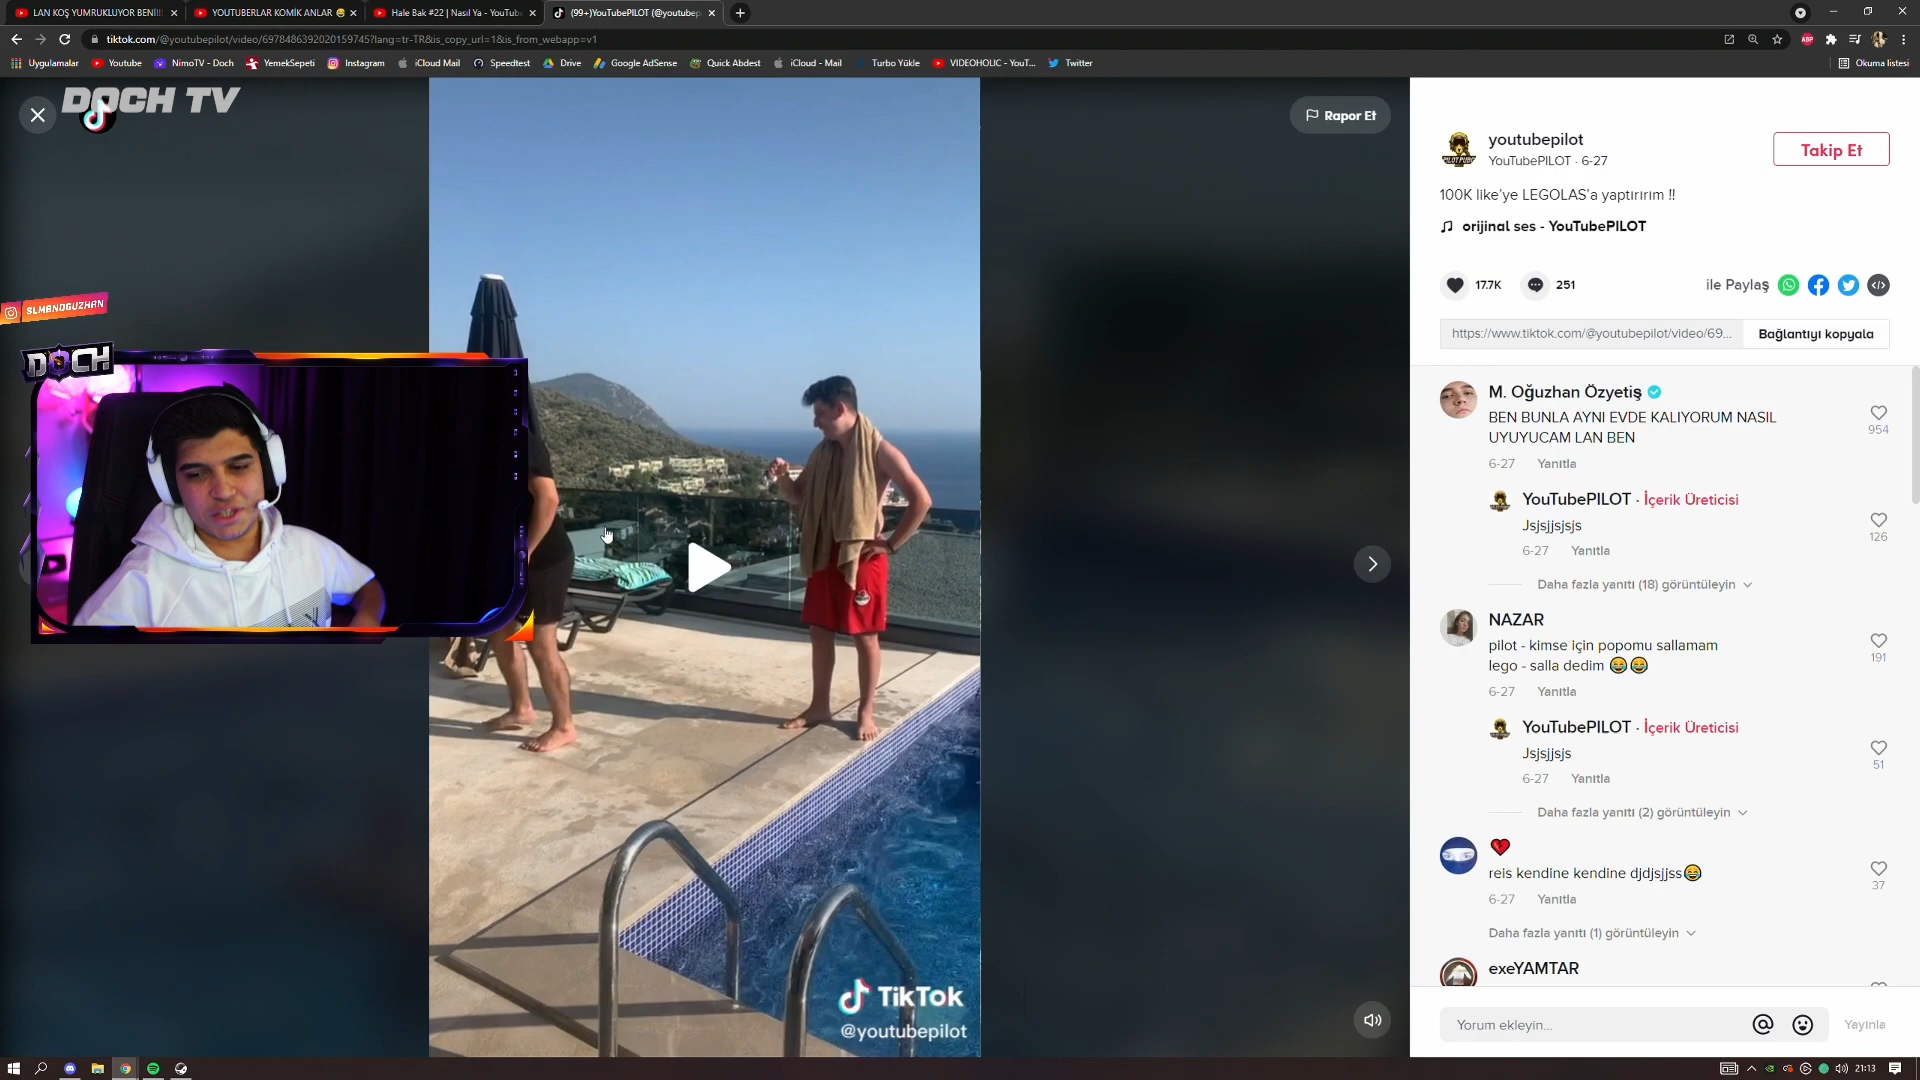 LAN KOŞ YUMRUKLUYOR BENİ!!
YOUTUBERLAR KOMİK ANLAR 😅
Hale Bak #22 | Nasıl Ya - YouTub
(99+)YouTubePILOT (@youtubep
tiktok.com/@youtubepilot/video/6978486392020159745?lang=tr-TR&is_copy_url=1&is_from_webapp=v1
ABP
Uygulamalar
Youtube
NimoTV - Doch
YemekSepeti
Instagram
iCloud Mail
Speedtest
Drive
Google AdSense
Quick Abdest
iCloud - Mail
Turbo Yükle
VIDEOHOLIC - YouT...
Twitter
Okuma listesi
DOCH TV
Rapor Et
SLMBNOGUZHAN
DOCH
TikTok
@youtubepilot
youtubepilot
YouTubePILOT · 6-27
Takip Et
100K like'ye LEGOLAS'a yaptırırım !!
orijinal ses - YouTubePILOT
17.7K
251
ile Paylaş
https://www.tiktok.com/@youtubepilot/video/69...
Bağlantıyı kopyala
M. Oğuzhan Özyetiş
BEN BUNLA AYNI EVDE KALIYORUM NASIL
UYUYUCAM LAN BEN
954
6-27 Yanıtla
YouTubePILOT · İçerik Üreticisi
Jsjsjjsjsjs
126
6-27 Yanıtla
Daha fazla yanıtı (18) görüntüleyin
NAZAR
pilot - kimse için popomu sallamam
lego - salla dedim 😂😂
191
6-27 Yanıtla
YouTubePILOT · İçerik Üreticisi
Jsjsjjsjs
51
6-27 Yanıtla
Daha fazla yanıtı (2) görüntüleyin
💔
reis kendine kendine djdjsjjss😂
37
6-27 Yanıtla
Daha fazla yanıtı (1) görüntüleyin
exeYAMTAR
Yorum ekleyin...
Yayınla
21:13